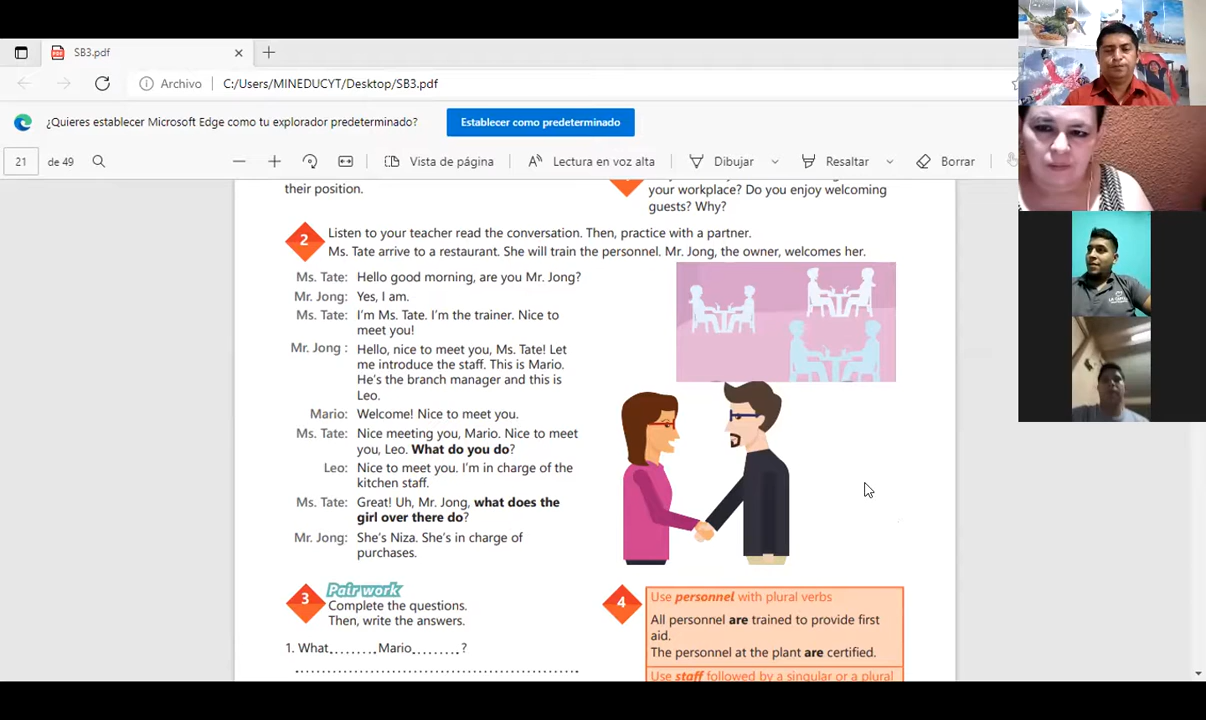 SB3.pdf
Archivo C:/Users/MINEDUCYT/Desktop/SB3.pdf
¿Quieres establecer Microsoft Edge como tu explorador predeterminado? Establecer como predeterminado
21 de 49 Vista de página Lectura en voz alta Dibujar Resaltar Borrar
their position.
your workplace? Do you enjoy welcoming
guests? Why?
2 Listen to your teacher read the conversation. Then, practice with a partner.
Ms. Tate arrive to a restaurant. She will train the personnel. Mr. Jong, the owner, welcomes her.
Ms. Tate: Hello good morning, are you Mr. Jong?
Mr. Jong: Yes, I am.
Ms. Tate: I'm Ms. Tate. I'm the trainer. Nice to
meet you!
Mr. Jong : Hello, nice to meet you, Ms. Tate! Let
me introduce the staff. This is Mario.
He's the branch manager and this is
Leo.
Mario: Welcome! Nice to meet you.
Ms. Tate: Nice meeting you, Mario. Nice to meet
you, Leo. What do you do?
Leo: Nice to meet you. I'm in charge of the
kitchen staff.
Ms. Tate: Great! Uh, Mr. Jong, what does the
girl over there do?
Mr. Jong: She's Niza. She's in charge of
purchases.
3 Pair work
Complete the questions.
Then, write the answers.
1. What........Mario.........?
4 Use personnel with plural verbs
All personnel are trained to provide first
aid.
The personnel at the plant are certified.
Use staff followed by a singular or a plural